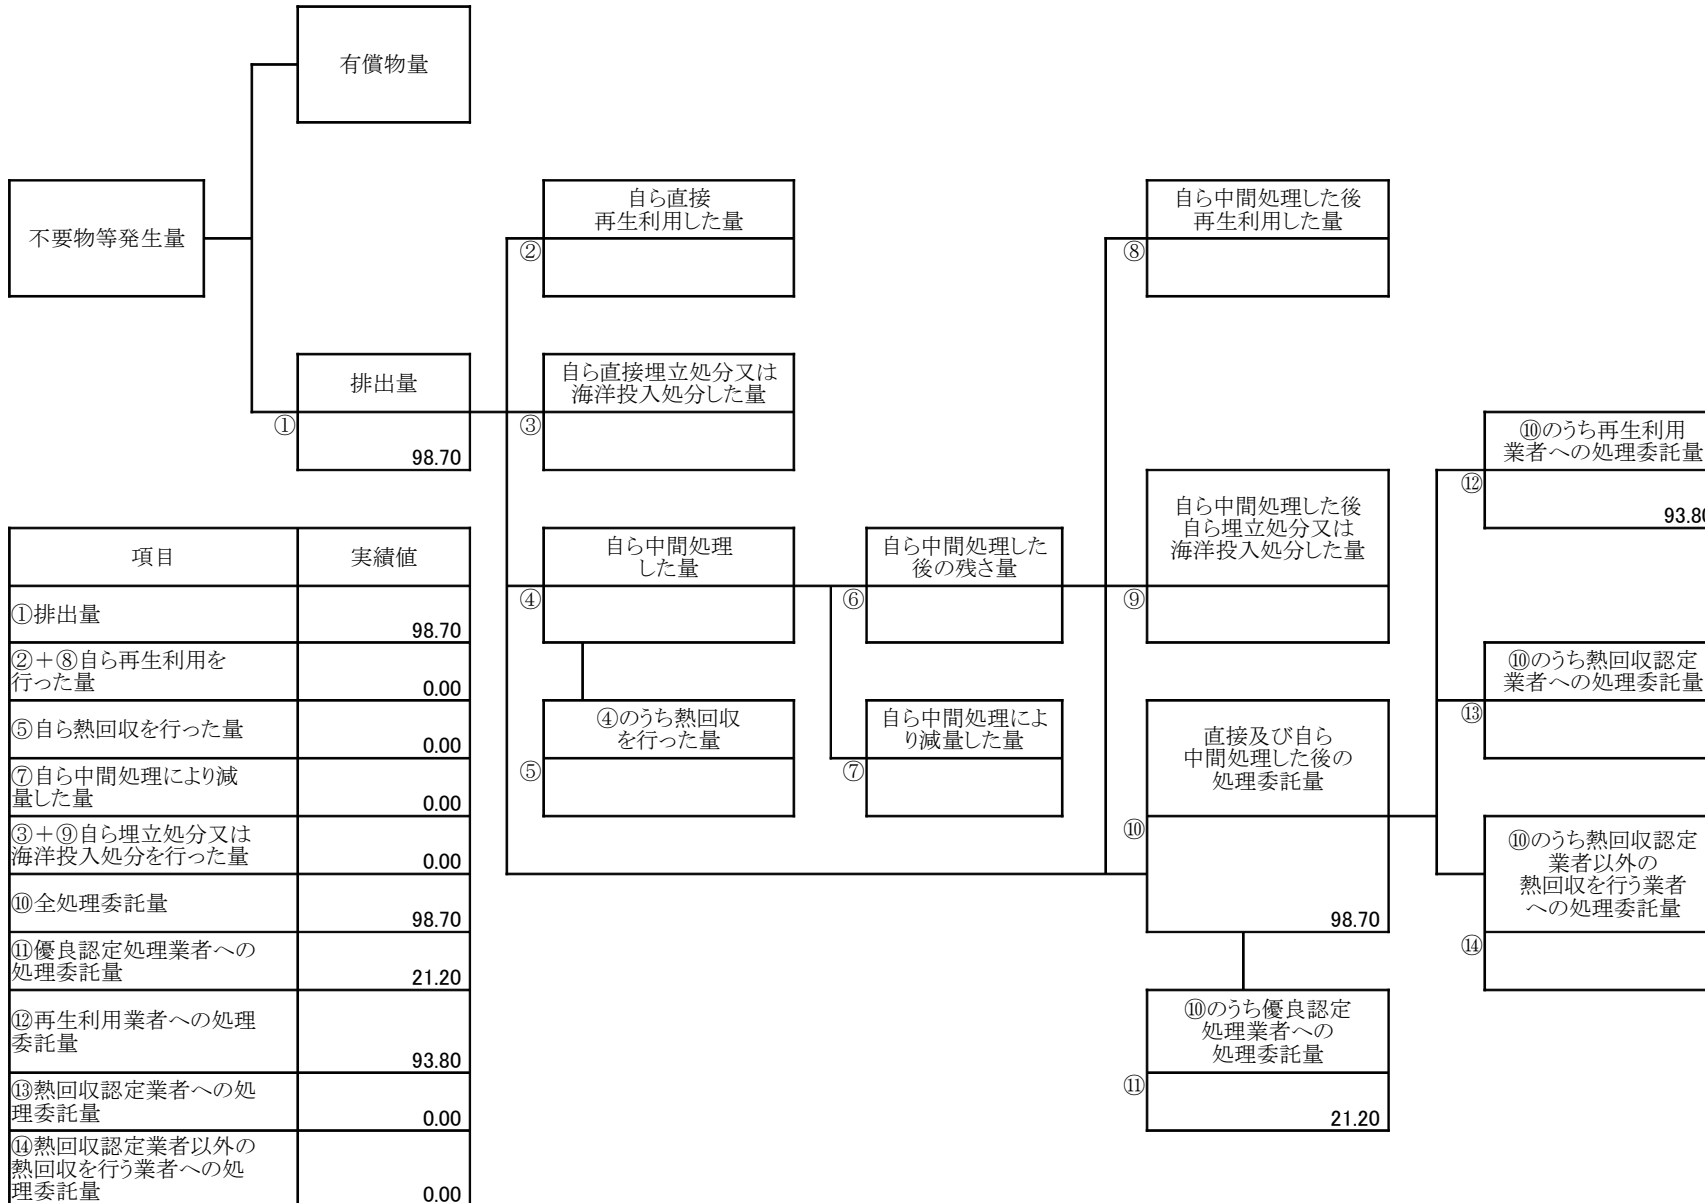 有償物量
不要物等発生量
自ら直接
再生利用した量
②
自ら中間処理した後
再生利用した量
⑧
排出量
①
98.70
自ら直接埋立処分又は
海洋投入処分した量
③
⑩のうち再生利用
業者への処理委託量
⑫
93.80
自ら中間処理
した量
④
自ら中間処理した
後の残さ量
⑥
自ら中間処理した後
自ら埋立処分又は
海洋投入処分した量
⑨
⑩のうち熱回収認定
業者への処理委託量
⑬
④のうち熱回収
を行った量
⑤
自ら中間処理によ
り減量した量
⑦
直接及び自ら
中間処理した後の
処理委託量
⑩
98.70
⑩のうち熱回収認定
業者以外の
熱回収を行う業者
への処理委託量
⑭
⑩のうち優良認定
処理業者への
処理委託量
⑪
21.20
項目 実績値
①排出量 98.70
②＋⑧自ら再生利用を
行った量 0.00
⑤自ら熱回収を行った量 0.00
⑦自ら中間処理により減
量した量 0.00
③＋⑨自ら埋立処分又は
海洋投入処分を行った量 0.00
⑩全処理委託量 98.70
⑪優良認定処理業者への
処理委託量 21.20
⑫再生利用業者への処理
委託量 93.80
⑬熱回収認定業者への処
理委託量 0.00
⑭熱回収認定業者以外の
熱回収を行う業者への処
理委託量 0.00